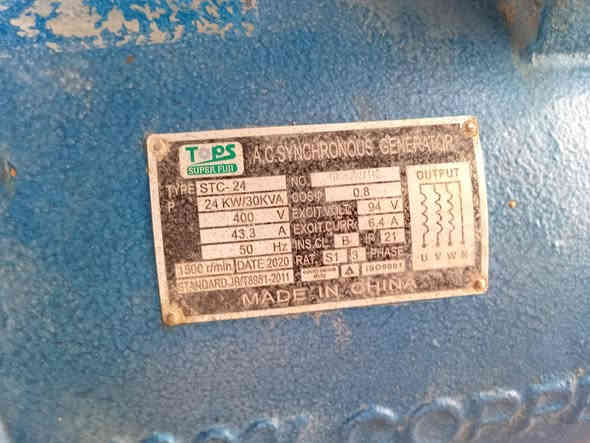 TOPS
SUPER FUJI
A.C.SYNCHRONOUS GENERATOR
TYPE STC-24 NO.
P 24 KW/30KVA COSφ 0.8
400 V EXCIT.VOLT 94 V
43.3 A EXCIT.CURR 6.4 A
50 Hz INS.CL B IP 21
1500 r/min DATE 2020 RAT. S1 3 PHASE
STANDARD JB/T8981-2011 ISO9001
MADE IN CHINA
OUTPUT
U V W N
COPPE